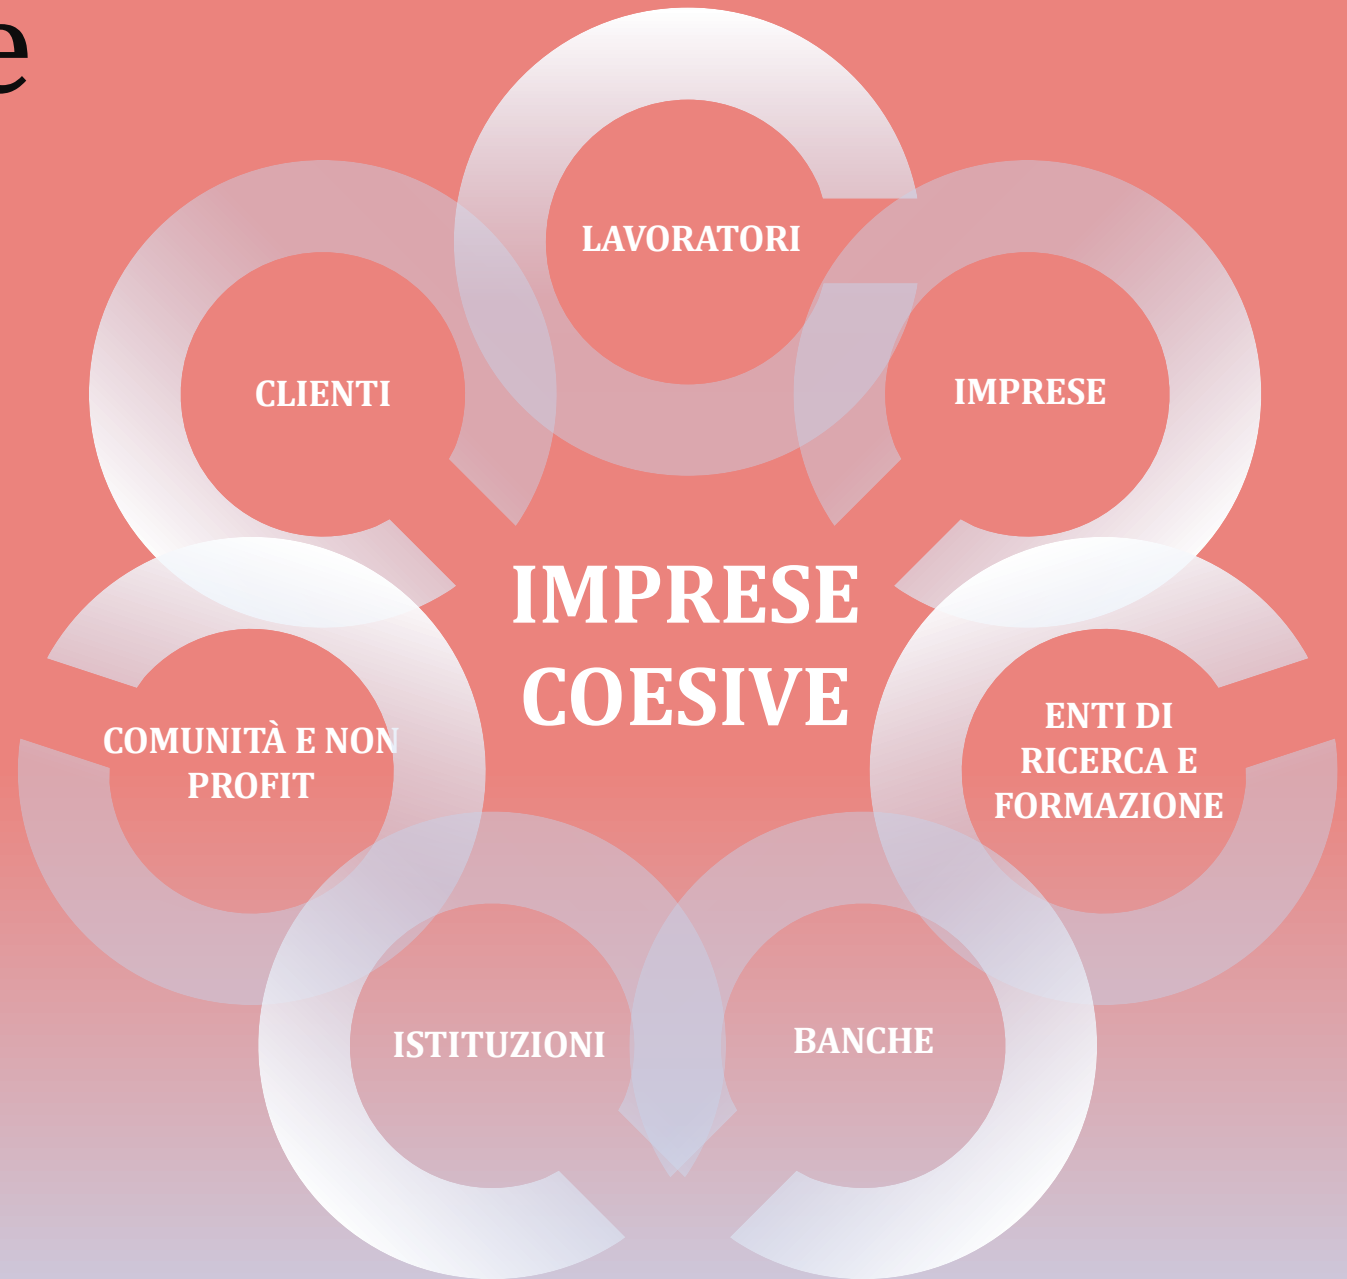 e
LAVORATORI
CLIENTI
IMPRESE
IMPRESE
COESIVE
COMUNITÀ E NON
PROFIT
ENTI DI
RICERCA E
FORMAZIONE
ISTITUZIONI
BANCHE